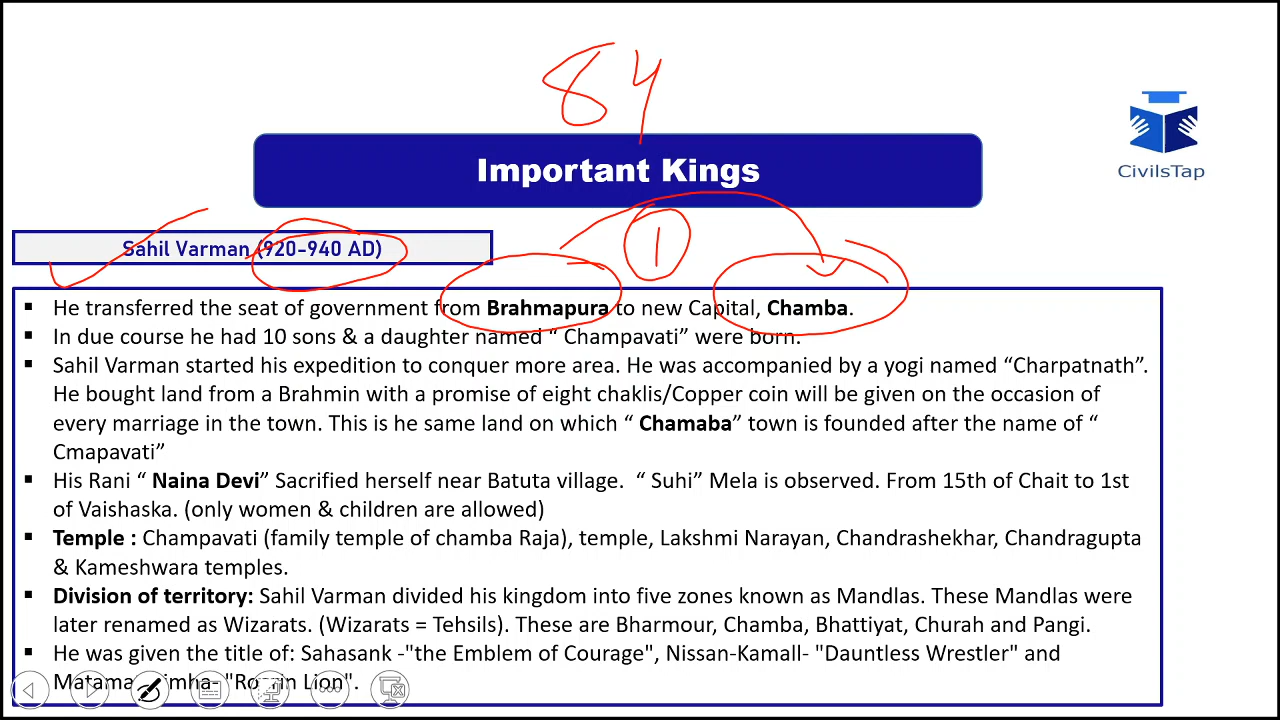 84
Important Kings
CivilsTap
Sahil Varman (920-940 AD)
1
▪ He transferred the seat of government from Brahmapura to new Capital, Chamba.
▪ In due course he had 10 sons & a daughter named “ Champavati” were born.
▪ Sahil Varman started his expedition to conquer more area. He was accompanied by a yogi named “Charpatnath”.
He bought land from a Brahmin with a promise of eight chaklis/Copper coin will be given on the occasion of
every marriage in the town. This is he same land on which “ Chamaba” town is founded after the name of “
Cmapavati”
▪ His Rani “ Naina Devi” Sacrified herself near Batuta village. “ Suhi” Mela is observed. From 15th of Chait to 1st
of Vaishaska. (only women & children are allowed)
▪ Temple : Champavati (family temple of chamba Raja), temple, Lakshmi Narayan, Chandrashekhar, Chandragupta
& Kameshwara temples.
▪ Division of territory: Sahil Varman divided his kingdom into five zones known as Mandlas. These Mandlas were
later renamed as Wizarats. (Wizarats = Tehsils). These are Bharmour, Chamba, Bhattiyat, Churah and Pangi.
▪ He was given the title of: Sahasank -"the Emblem of Courage", Nissan-Kamall- "Dauntless Wrestler" and
Lion".